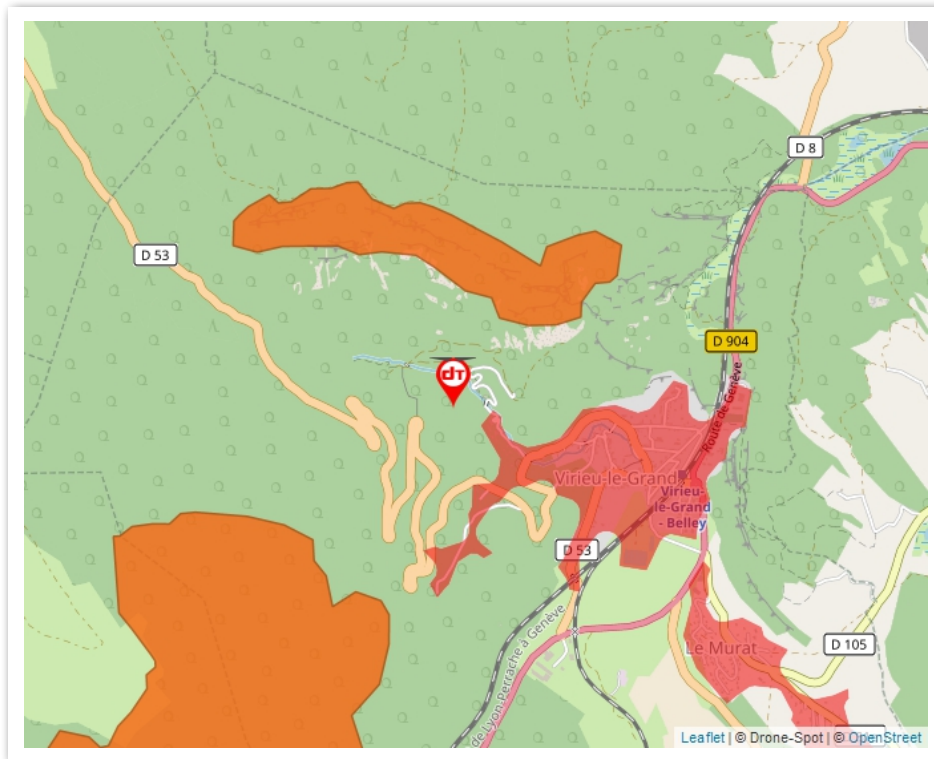 D 8
D 53
D 904
Route de Genève
dT
Virieu-le-Grand
Virieu-
le-Grand
- Belley
D 53
de Lyon-Perrache à Genève
Le Murat
D 105
Leaflet | © Drone-Spot | © OpenStreet